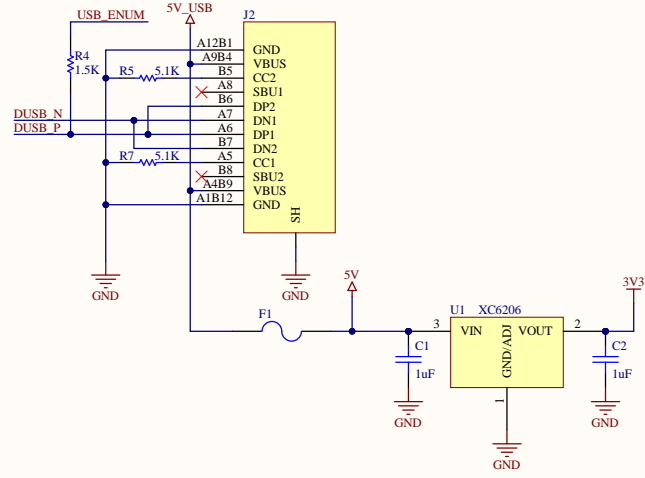 USB_ENUM
5V_USB
J2
R4
1.5K
A12B1 GND
A9B4 VBUS
R5 5.1K B5 CC2
A8 SBU1
B6 DP2
DUSB_N A7 DN1
DUSB_P A6 DP1
B7 DN2
R7 5.1K A5 CC1
B8 SBU2
A4B9 VBUS
A1B12 GND
SH
GND
GND
5V
3V3
F1
U1 XC6206
3 VIN VOUT 2
GND/ADJ
1
C1
1uF
C2
1uF
GND
GND
GND